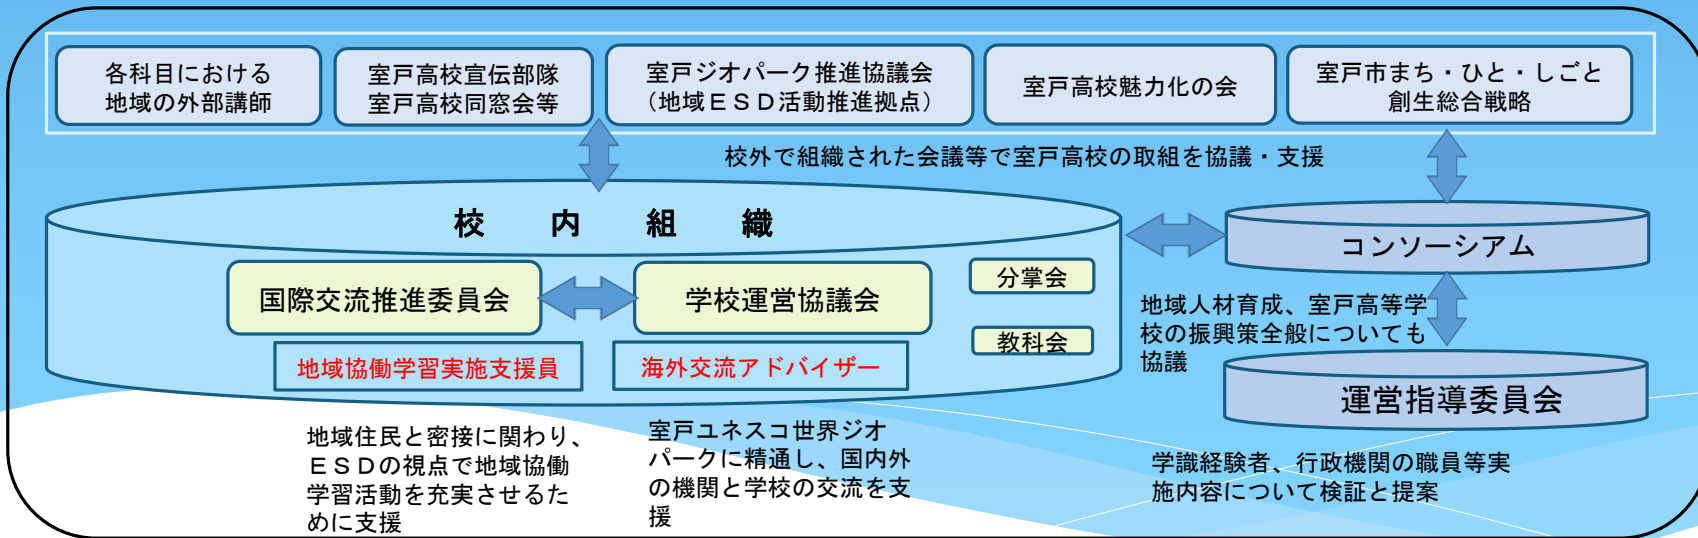 各科目における
地域の外部講師
室戸高校宣伝部隊
室戸高校同窓会等
室戸ジオパーク推進協議会
（地域ＥＳＤ活動推進拠点）
室戸高校魅力化の会
室戸市まち・ひと・しごと
創生総合戦略
校外で組織された会議等で室戸高校の取組を協議・支援
校内組織
コンソーシアム
国際交流推進委員会
学校運営協議会
分掌会
教科会
地域協働学習実施支援員
海外交流アドバイザー
地域人材育成、室戸高等学
校の振興策全般についても
協議
運営指導委員会
地域住民と密接に関わり、
ＥＳＤの視点で地域協働
学習活動を充実させるた
めに支援
室戸ユネスコ世界ジオ
パークに精通し、国内外
の機関と学校の交流を支
援
学識経験者、行政機関の職員等実
施内容について検証と提案